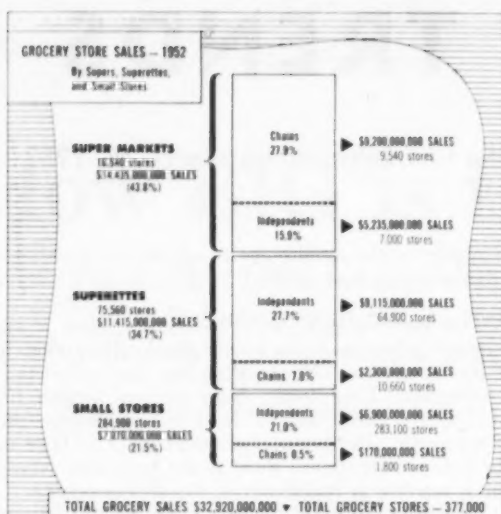 GROCERY STORE SALES — 1952
By Supers, Superettes,
and Small Stores
SUPER MARKETS
16,540 stores
$14,435,000,000 SALES
(43.8%)
Chains
27.9%
$9,200,000,000 SALES
9,540 stores
Independents
15.9%
$5,235,000,000 SALES
7,000 stores
SUPERETTES
75,560 stores
$11,415,000,000 SALES
(34.7%)
Independents
27.7%
$9,115,000,000 SALES
64,900 stores
Chains 7.0%
$2,300,000,000 SALES
10,660 stores
SMALL STORES
284,900 stores
$7,070,000,000 SALES
(21.5%)
Independents
21.0%
$6,900,000,000 SALES
283,100 stores
Chains 0.5%
$170,000,000 SALES
1,800 stores
TOTAL GROCERY SALES $32,920,000,000 ▼ TOTAL GROCERY STORES — 377,000